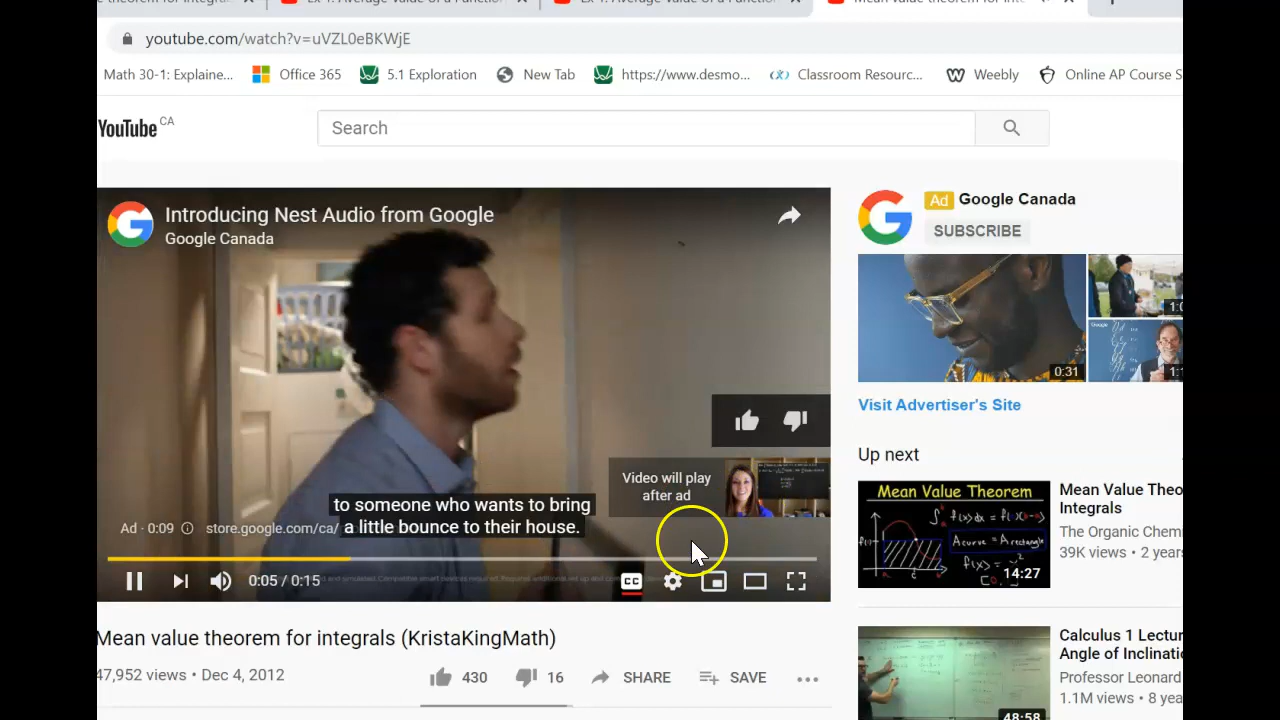 youtube.com/watch?v=uVZL0eBKWjE
Math 30-1: Explaine... Office 365 5.1 Exploration New Tab https://www.desmo... Classroom Resourc... Weebly Online AP Course S
YouTube CA
Search
Introducing Nest Audio from Google
Google Canada
Ad Google Canada
SUBSCRIBE
0:31
Visit Advertiser's Site
Video will play
after ad
to someone who wants to bring
a little bounce to their house.
Ad · 0:09 store.google.com/ca/
0:05 / 0:15
CC
Up next
Mean Value Theorem
14:27
Mean Value Theo
Integrals
The Organic Chem
39K views • 2 years
Mean value theorem for integrals (KristaKingMath)
47,952 views • Dec 4, 2012
430 16 SHARE SAVE
Calculus 1 Lectur
Angle of Inclinati
Professor Leonard
1.1M views • 8 yea
48:58